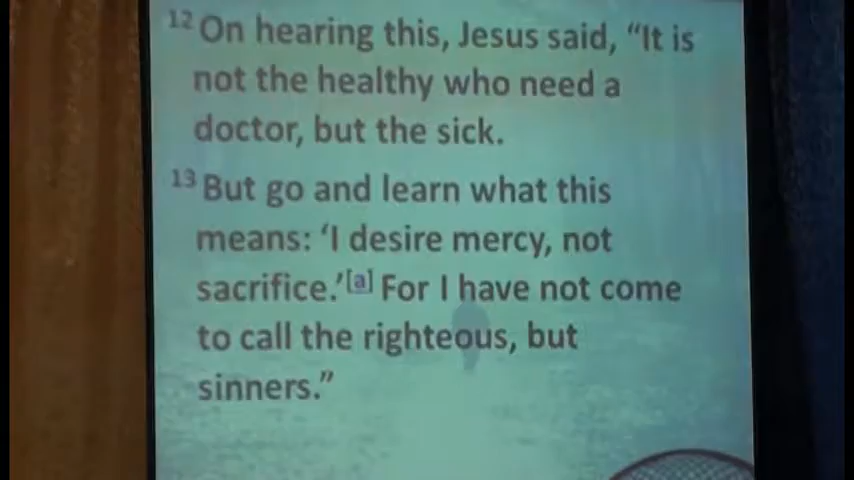 12 On hearing this, Jesus said, “It is
not the healthy who need a
doctor, but the sick.
13 But go and learn what this
means: ‘I desire mercy, not
sacrifice.’[a] For I have not come
to call the righteous, but
sinners.”